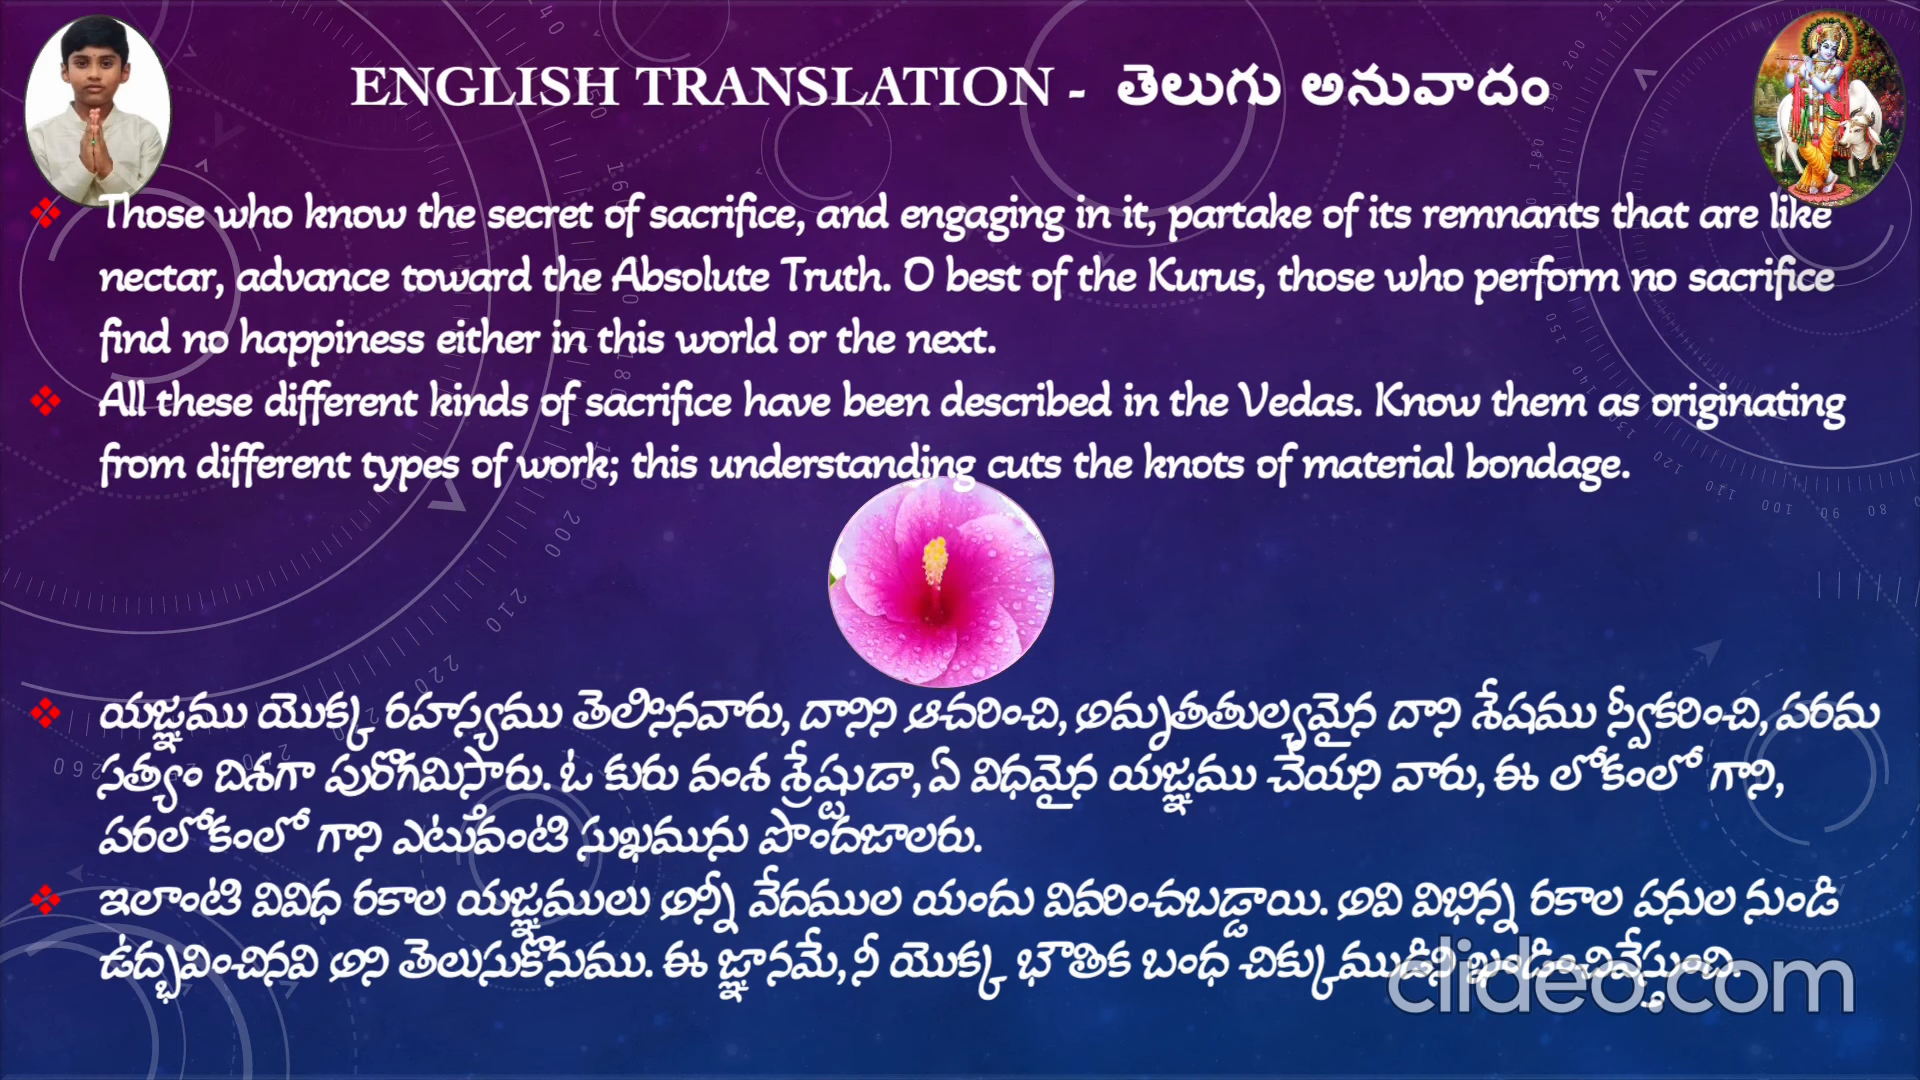 ENGLISH TRANSLATION - తెలుగు అనువాదం
Those who know the secret of sacrifice, and engaging in it, partake of its remnants that are like
nectar, advance toward the Absolute Truth. O best of the Kurus, those who perform no sacrifice
find no happiness either in this world or the next.
All these different kinds of sacrifice have been described in the Vedas. Know them as originating
from different types of work; this understanding cuts the knots of material bondage.
యజ్ఞము యొక్క రహస్యము తెలిసినవారు, దానిని ఆచరించి, అమృతతుల్యమైన దాని శేషము స్వీకరించి, పరమ
సత్యం దిశగా పురోగమిస్తారు. ఓ కురు వంశ శ్రేష్ఠుడా, ఏ విధమైన యజ్ఞము చేయని వారు, ఈ లోకంలో గాని,
పరలోకంలో గాని ఎటువంటి సుఖమును పొందజాలరు.
ఇలాంటి వివిధ రకాల యజ్ఞములు అన్నీ వేదముల యందు వివరించబడ్డాయి. అవి విభిన్న రకాల పనుల నుండి
ఉద్భవించినవి అని తెలుసుకొనుము. ఈ జ్ఞానమే, నీ యొక్క భౌతిక బంధ చిక్కుముడిని ఖండించివేస్తుంది.
clideo.com